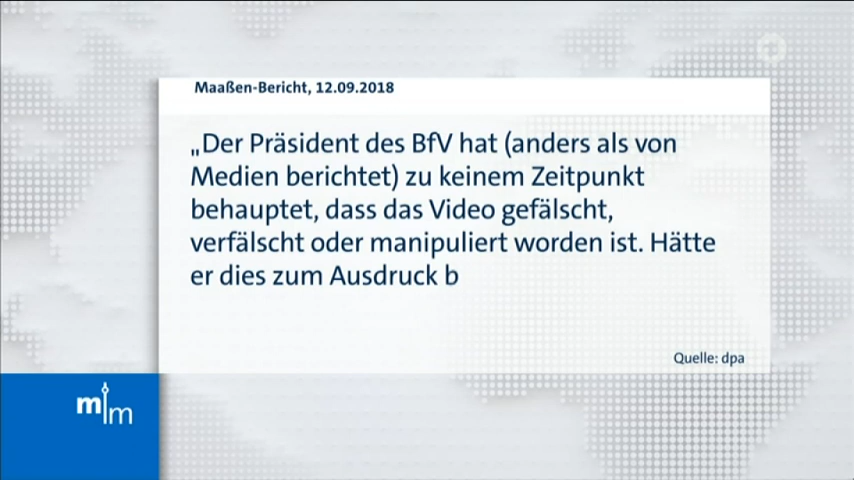 Maaßen-Bericht, 12.09.2018
„Der Präsident des BfV hat (anders als von
Medien berichtet) zu keinem Zeitpunkt
behauptet, dass das Video gefälscht,
verfälscht oder manipuliert worden ist. Hätte
er dies zum Ausdruck b
Quelle: dpa
m m